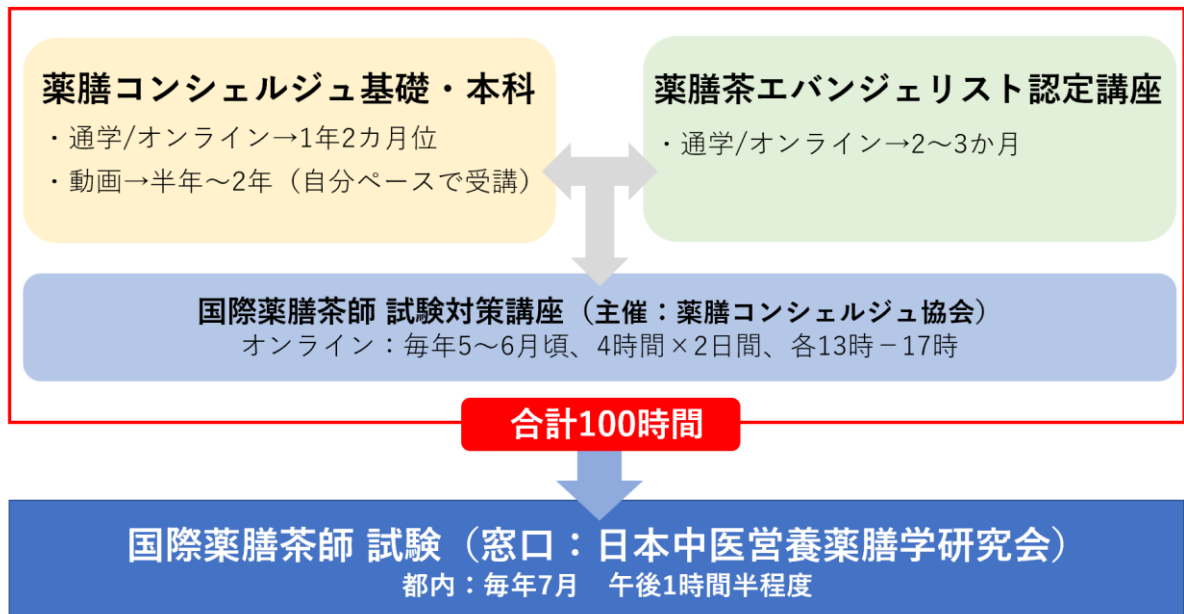 薬膳コンシェルジュ基礎・本科
・通学/オンライン→1年2カ月位
・動画→半年～2年（自分ペースで受講）
薬膳茶エバンジェリスト認定講座
・通学/オンライン→2～3か月
国際薬膳茶師 試験対策講座（主催：薬膳コンシェルジュ協会）
オンライン：毎年5～6月頃、4時間×2日間、各13時－17時
合計100時間
国際薬膳茶師 試験（窓口：日本中医営養薬膳学研究会）
都内：毎年7月　午後1時間半程度